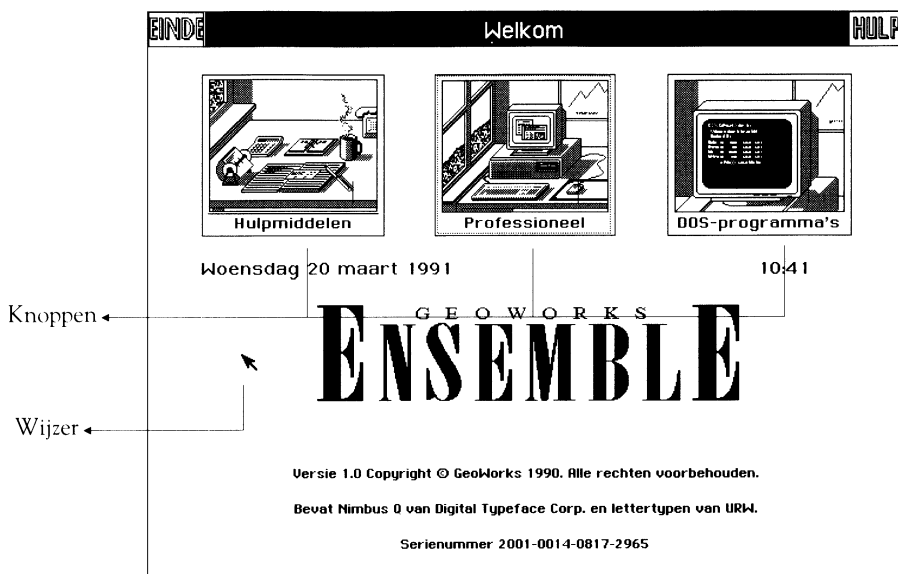 EINDE Welkom HULP
Hulpmiddelen Professioneel DOS-programma's
Woensdag 20 maart 1991 10:41
Knoppen
GEOWORKS
ENSEMBLE
Wijzer
Versie 1.0 Copyright © GeoWorks 1990. Alle rechten voorbehouden.
Bevat Nimbus Q van Digital Typeface Corp. en lettertypen van URW.
Serienummer 2001-0014-0817-2965